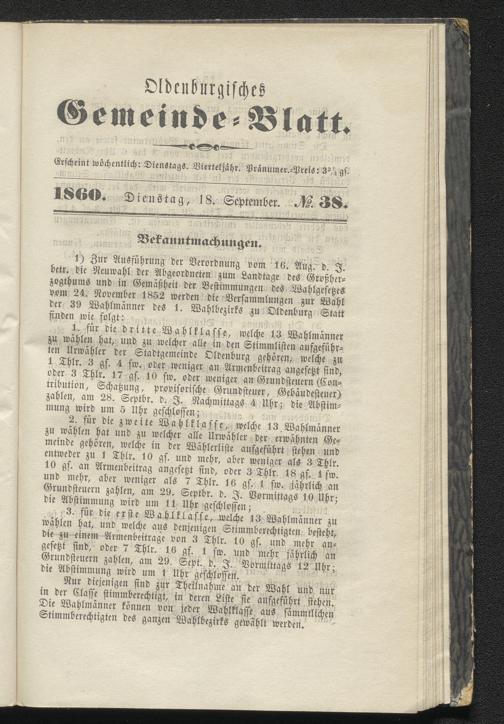 Oldenburgisches
Gemeinde-Blatt.
Erscheint wöchentlich: Dienstags. Vierteljähr. Pränumer.-Preis: 3¾ gſ.
1860. Dienstag, 18. September. № 38.
Bekanntmachungen.
1) Zur Ausführung der Verordnung vom 16. Aug. d. J.
betr. die Neuwahl der Abgeordneten zum Landtage des Großher-
zogthums und in Gemäßheit der Bestimmungen des Wahlgesetzes
vom 24. November 1852 werden die Versammlungen zur Wahl
der 39 Wahlmänner des 1. Wahlbezirks zu Oldenburg Statt
finden wie folgt:
1. für die dritte Wahlklasse, welche 13 Wahlmänner
zu wählen hat, und zu welcher alle in den Stimmlisten aufgeführ-
ten Urwähler der Stadtgemeinde Oldenburg gehören, welche zu
1 Thlr. 3 gſ. 4 ſw. oder weniger an Armenbeitrag angesetzt sind,
oder 3 Thlr. 17 gſ. 10 ſw. oder weniger an Grundsteuern (Con-
tribution, Schatzung, provisorische Grundsteuer, Gebäudesteuer)
zahlen, am 28. Septbr. d. J. Nachmittags 4 Uhr; die Abstim-
mung wird um 5 Uhr geschlossen;
2. für die zweite Wahlklasse, welche 13 Wahlmänner
zu wählen hat und zu welcher alle Urwähler der erwähnten Ge-
meinde gehören, welche in der Wählerliste aufgeführt stehen und
entweder zu 1 Thlr. 10 gſ. und mehr, aber weniger als 3 Thlr.
10 gſ. an Armenbeitrag angesetzt sind, oder 3 Thlr. 18 gſ. 1 ſw.
und mehr, aber weniger als 7 Thlr. 16 gſ. 1 ſw. jährlich an
Grundsteuern zahlen, am 29. Septbr. d. J. Vormittags 10 Uhr;
die Abstimmung wird um 11 Uhr geschlossen;
3. für die erste Wahlklasse, welche 13 Wahlmänner zu
wählen hat, und welche aus denjenigen Stimmberechtigten besteht,
die zu einem Armenbeitrage von 3 Thlr. 10 gſ. und mehr an-
gesetzt sind, oder 7 Thlr. 16 gſ. 1 ſw. und mehr jährlich an
Grundsteuern zahlen, am 29. Sept. d. J. Vormittags 12 Uhr;
die Abstimmung wird um 1 Uhr geschlossen.
Nur diejenigen sind zur Theilnahme an der Wahl und nur
in der Classe stimmberechtigt, in deren Liste sie aufgeführt stehen.
Die Wahlmänner können von jeder Wahlklasse aus sämmtlichen
Stimmberechtigten des ganzen Wahlbezirks gewählt werden.